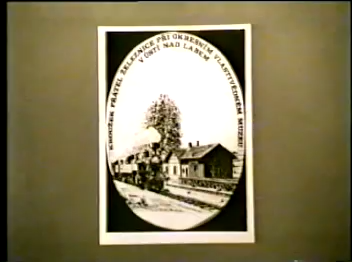 KROUŽEK PŘÁTEL ŽELEZNICE PŘI OKRESNÍM VLASTIVĚDNÉM MUZEU
V ÚSTÍ NAD LABEM